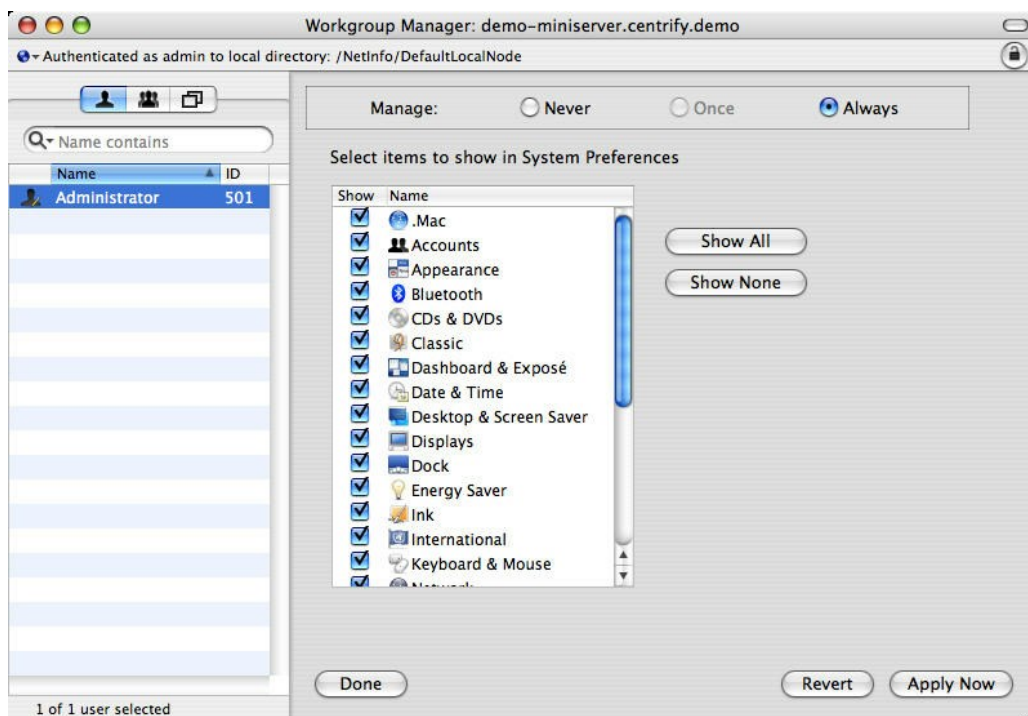 Workgroup Manager: demo-miniserver.centrify.demo
Authenticated as admin to local directory: /NetInfo/DefaultLocalNode
Name contains
Name ID
Administrator 501
1 of 1 user selected
Manage: Never Once Always
Select items to show in System Preferences
Show Name
.Mac
Accounts
Appearance
Bluetooth
CDs & DVDs
Classic
Dashboard & Exposé
Date & Time
Desktop & Screen Saver
Displays
Dock
Energy Saver
Ink
International
Keyboard & Mouse
Network
Show All
Show None
Done
Revert
Apply Now